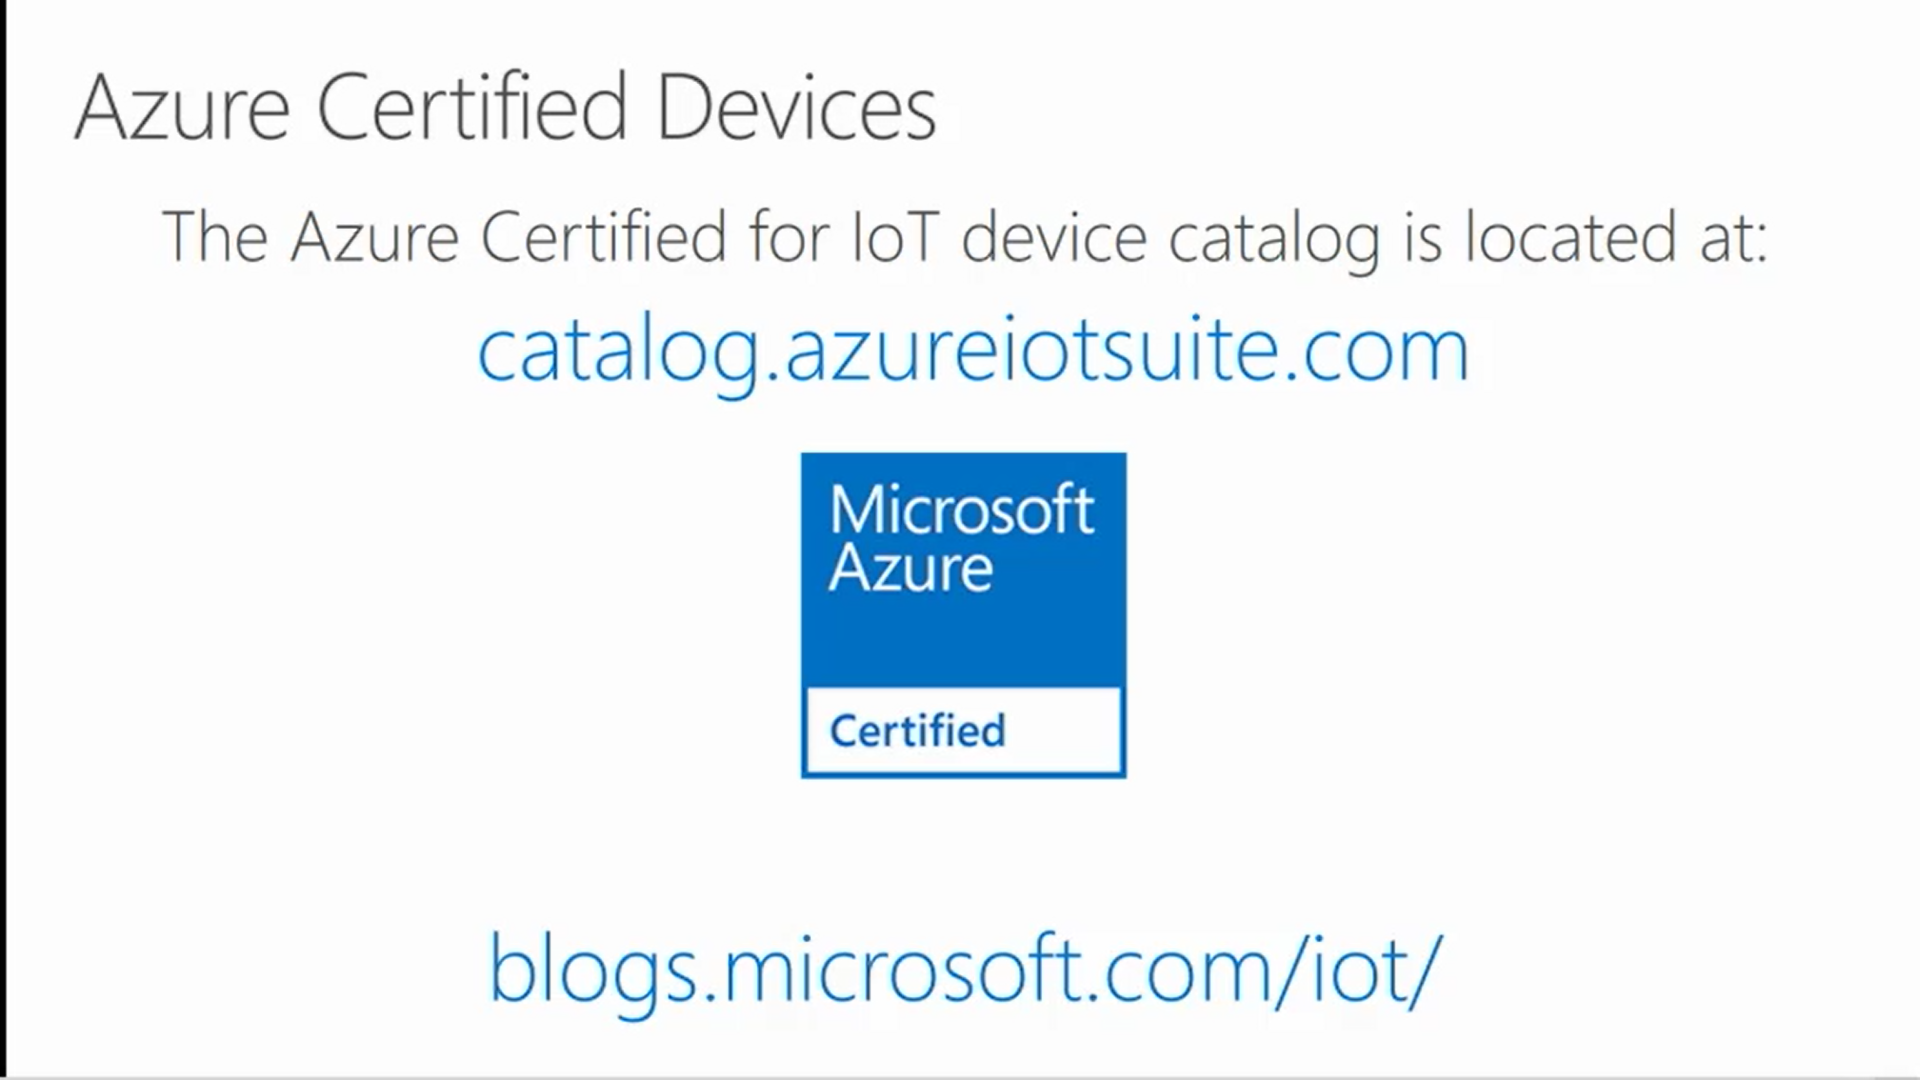 Azure Certified Devices
The Azure Certified for IoT device catalog is located at:
catalog.azureiotsuite.com
Microsoft
Azure
Certified
blogs.microsoft.com/iot/